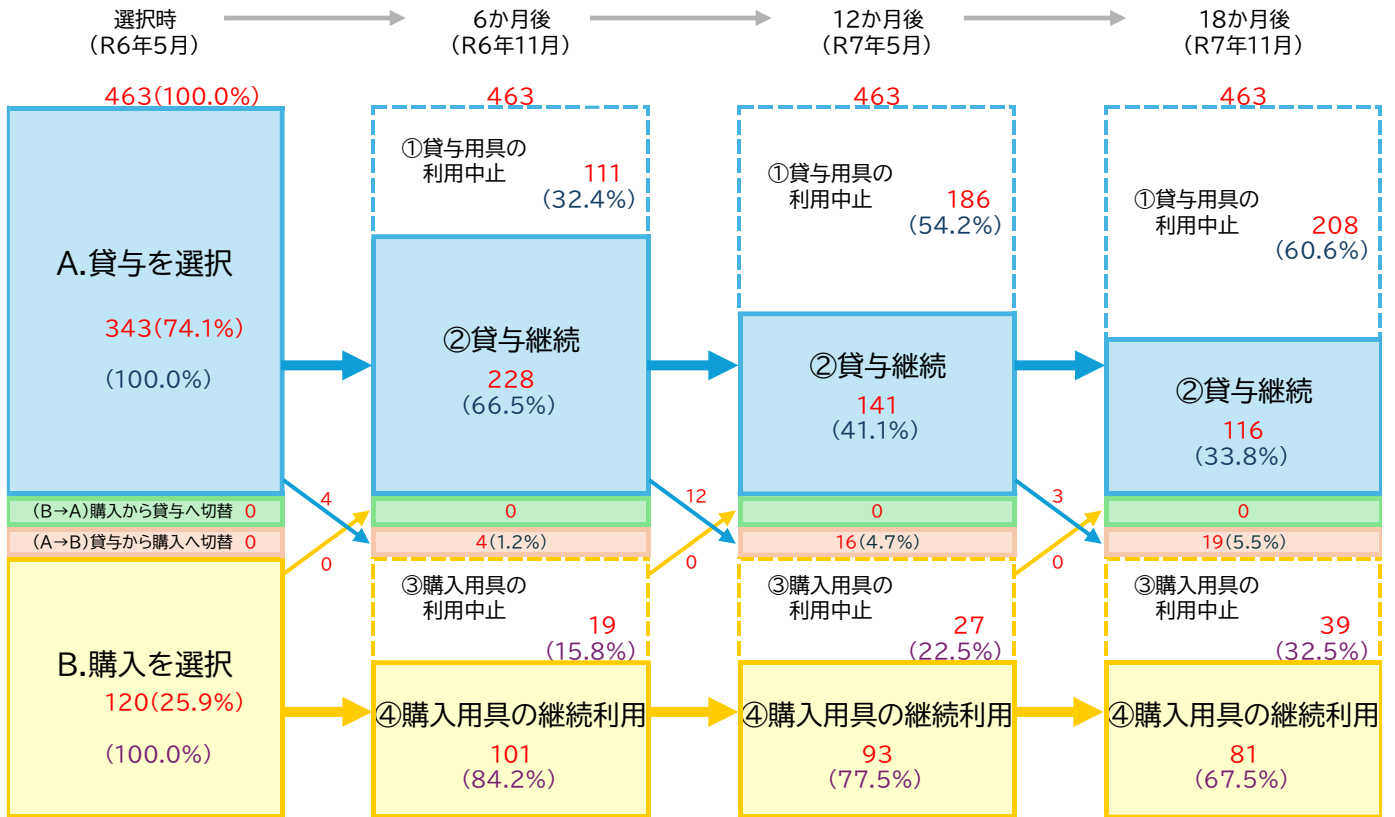 選択時
（R6年5月）
6か月後
（R6年11月）
12か月後
（R7年5月）
18か月後
（R7年11月）
463(100.0%)
463
463
463
A.貸与を選択
343(74.1%)
(100.0%)
①貸与用具の
利用中止
111
(32.4%)
②貸与継続
228
(66.5%)
①貸与用具の
利用中止
186
(54.2%)
②貸与継続
141
(41.1%)
①貸与用具の
利用中止
208
(60.6%)
②貸与継続
116
(33.8%)
4
12
3
(B→A)購入から貸与へ切替 0
0
0
0
(A→B)貸与から購入へ切替 0
4(1.2%)
16(4.7%)
19(5.5%)
0
0
0
B.購入を選択
120(25.9%)
(100.0%)
③購入用具の
利用中止
19
(15.8%)
④購入用具の継続利用
101
(84.2%)
③購入用具の
利用中止
27
(22.5%)
④購入用具の継続利用
93
(77.5%)
③購入用具の
利用中止
39
(32.5%)
④購入用具の継続利用
81
(67.5%)